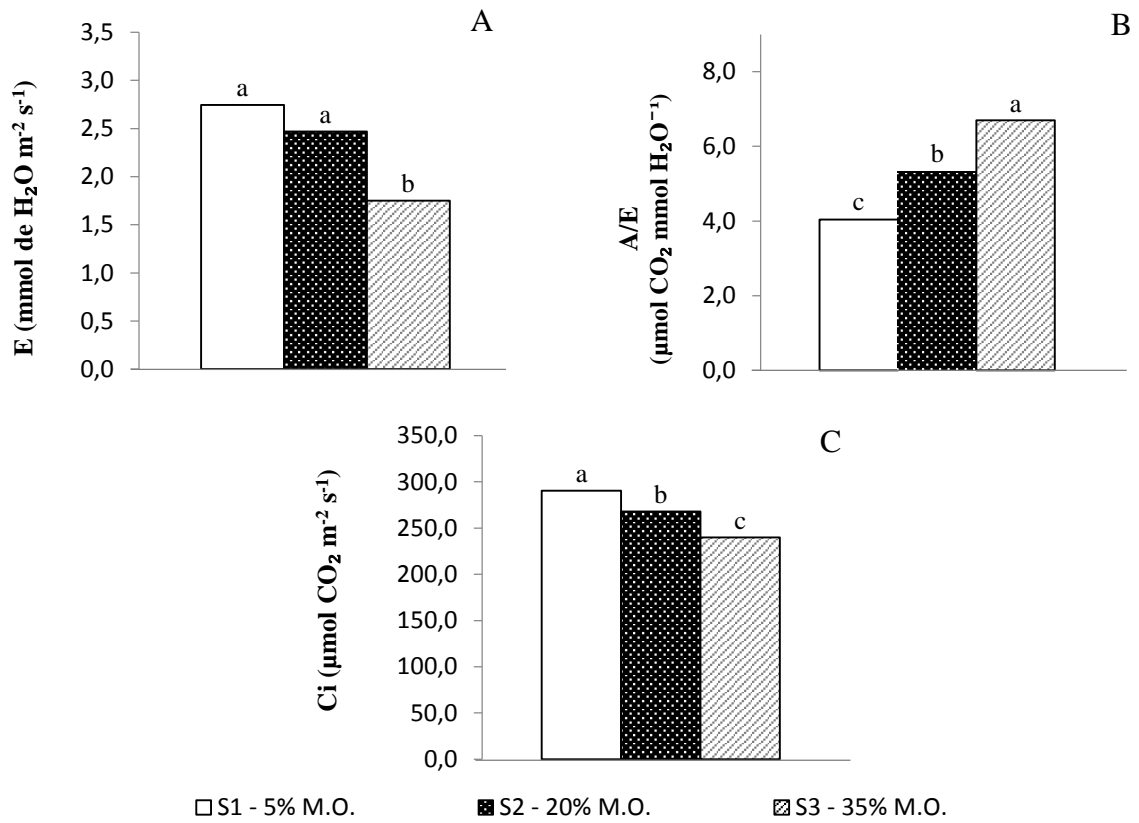 A
E (mmol de H₂O m⁻² s⁻¹)
3,5
3,0
2,5
2,0
1,5
1,0
0,5
0,0
a
a
b
B
A/E
(µmol CO₂ mmol H₂O⁻¹)
8,0
6,0
4,0
2,0
0,0
c
b
a
C
Ci (µmol CO₂ m⁻² s⁻¹)
350,0
300,0
250,0
200,0
150,0
100,0
50,0
0,0
a
b
c
S1 - 5% M.O.
S2 - 20% M.O.
S3 - 35% M.O.